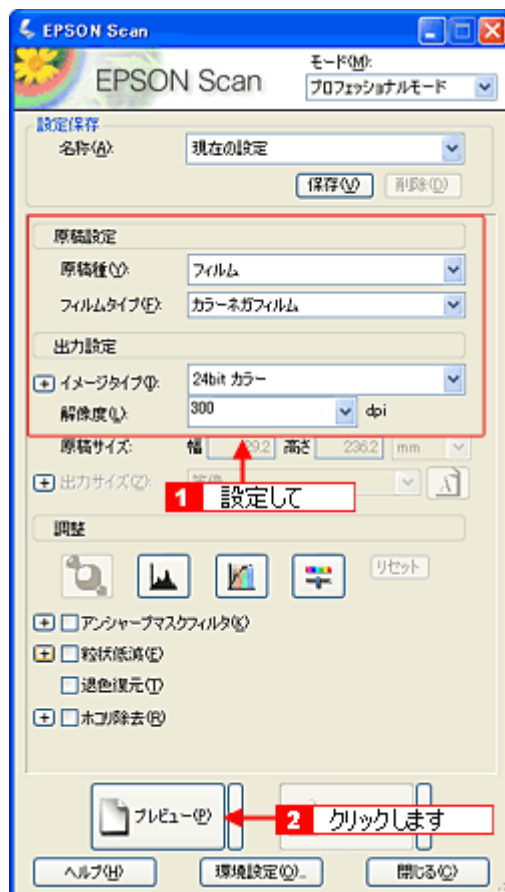 EPSON Scan
EPSON Scan
モード(M):
プロフェッショナルモード
設定保存
名称(A):
現在の設定
保存(V)
削除(D)
原稿設定
原稿種(Y):
フィルム
フィルムタイプ(F):
カラーネガフィルム
出力設定
イメージタイプ(I):
24bit カラー
解像度(L):
300
dpi
原稿サイズ:
幅
高さ
236.2
mm
出力サイズ(Z):
1 設定して
調整
リセット
アンシャープマスクフィルタ(K)
粒状低減(E)
退色復元(T)
ホコリ除去(R)
プレビュー(P)
2 クリックします
ヘルプ(H)
環境設定(O)...
閉じる(C)